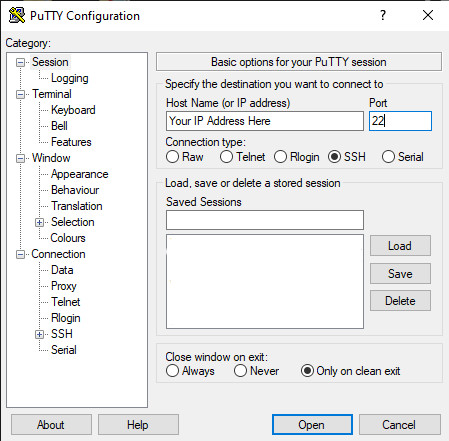 PuTTY Configuration
?
Category:
Session
Logging
Terminal
Keyboard
Bell
Features
Window
Appearance
Behaviour
Translation
Selection
Colours
Connection
Data
Proxy
Telnet
Rlogin
SSH
Serial
Basic options for your PuTTY session
Specify the destination you want to connect to
Host Name (or IP address) Port
Your IP Address Here 22
Connection type:
Raw Telnet Rlogin SSH Serial
Load, save or delete a stored session
Saved Sessions
Load
Save
Delete
Close window on exit:
Always Never Only on clean exit
About Help Open Cancel